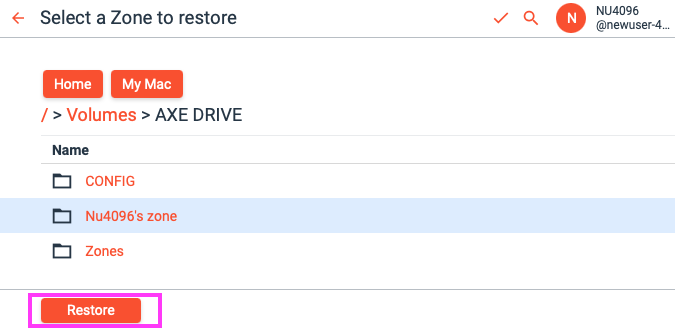 Select a Zone to restore
N
NU4096
@newuser-4...
Home My Mac
/ > Volumes > AXE DRIVE
Name
CONFIG
Nu4096's zone
Zones
Restore